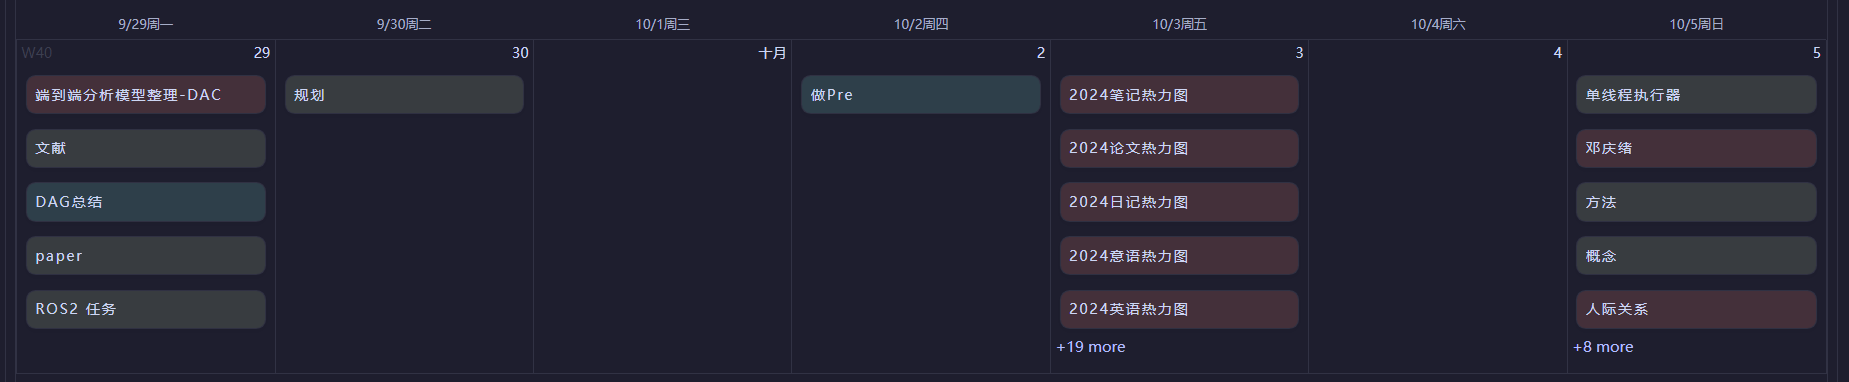 9/29周一
9/30周二
10/1周三
10/2周四
10/3周五
10/4周六
10/5周日
W40
29
30
十月
2
3
4
5
端到端分析模型整理-DAC
文献
DAG总结
paper
ROS2 任务
规划
做Pre
2024笔记热力图
2024论文热力图
2024日记热力图
2024意语热力图
2024英语热力图
+19 more
单线程执行器
邓庆绪
方法
概念
人际关系
+8 more